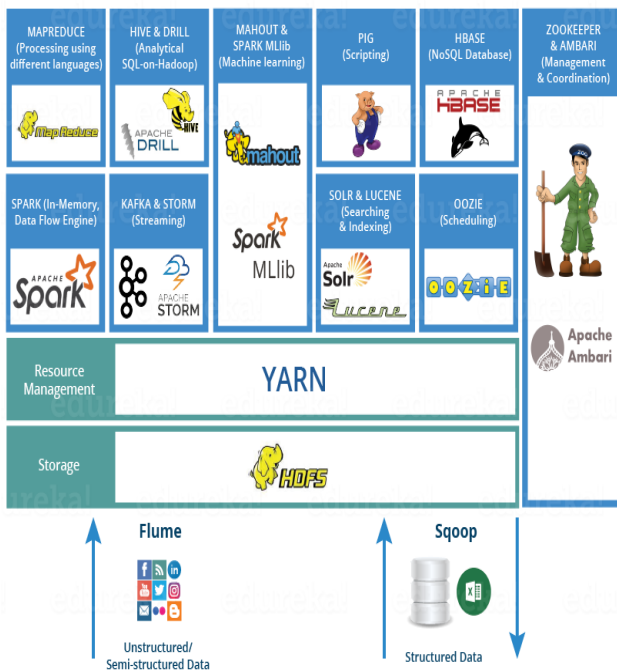 MAPREDUCE
(Processing using
different languages)
MapReduce
HIVE & DRILL
(Analytical
SQL-on-Hadoop)
HIVE
APACHE
DRILL
MAHOUT &
SPARK MLlib
(Machine learning)
mahout
Spark
MLlib
PIG
(Scripting)
HBASE
(NoSQL Database)
APACHE
HBASE
ZOOKEEPER
& AMBARI
(Management
& Coordination)
ZOO
Apache
Ambari
SPARK (In-Memory,
Data Flow Engine)
APACHE
Spark
KAFKA & STORM
(Streaming)
APACHE
STORM
SOLR & LUCENE
(Searching
& Indexing)
Apache
Solr
Lucene
OOZIE
(Scheduling)
OOZIE
Resource
Management
YARN
Storage
HDFS
Flume
Unstructured/
Semi-structured Data
Sqoop
Structured Data
edureka!